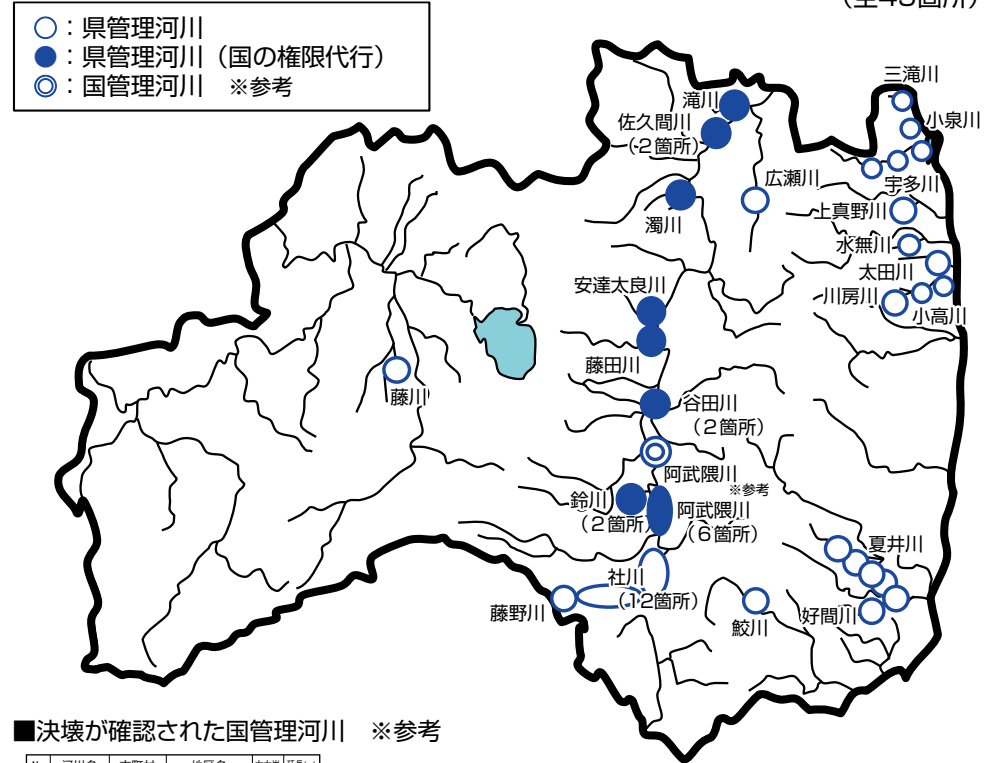 ○：県管理河川
●：県管理河川（国の権限代行）
◎：国管理河川　※参考
三滝川
滝川
小泉川
佐久間川
（2箇所）
広瀬川
宇多川
濁川
上真野川
水無川
太田川
安達太良川
川房川
小高川
藤田川
藤川
谷田川
（２箇所）
阿武隈川
※参考
鈴川
（２箇所）
阿武隈川
（６箇所）
夏井川
社川
（12箇所）
藤野川
鮫川
好間川
■決壊が確認された国管理河川　※参考